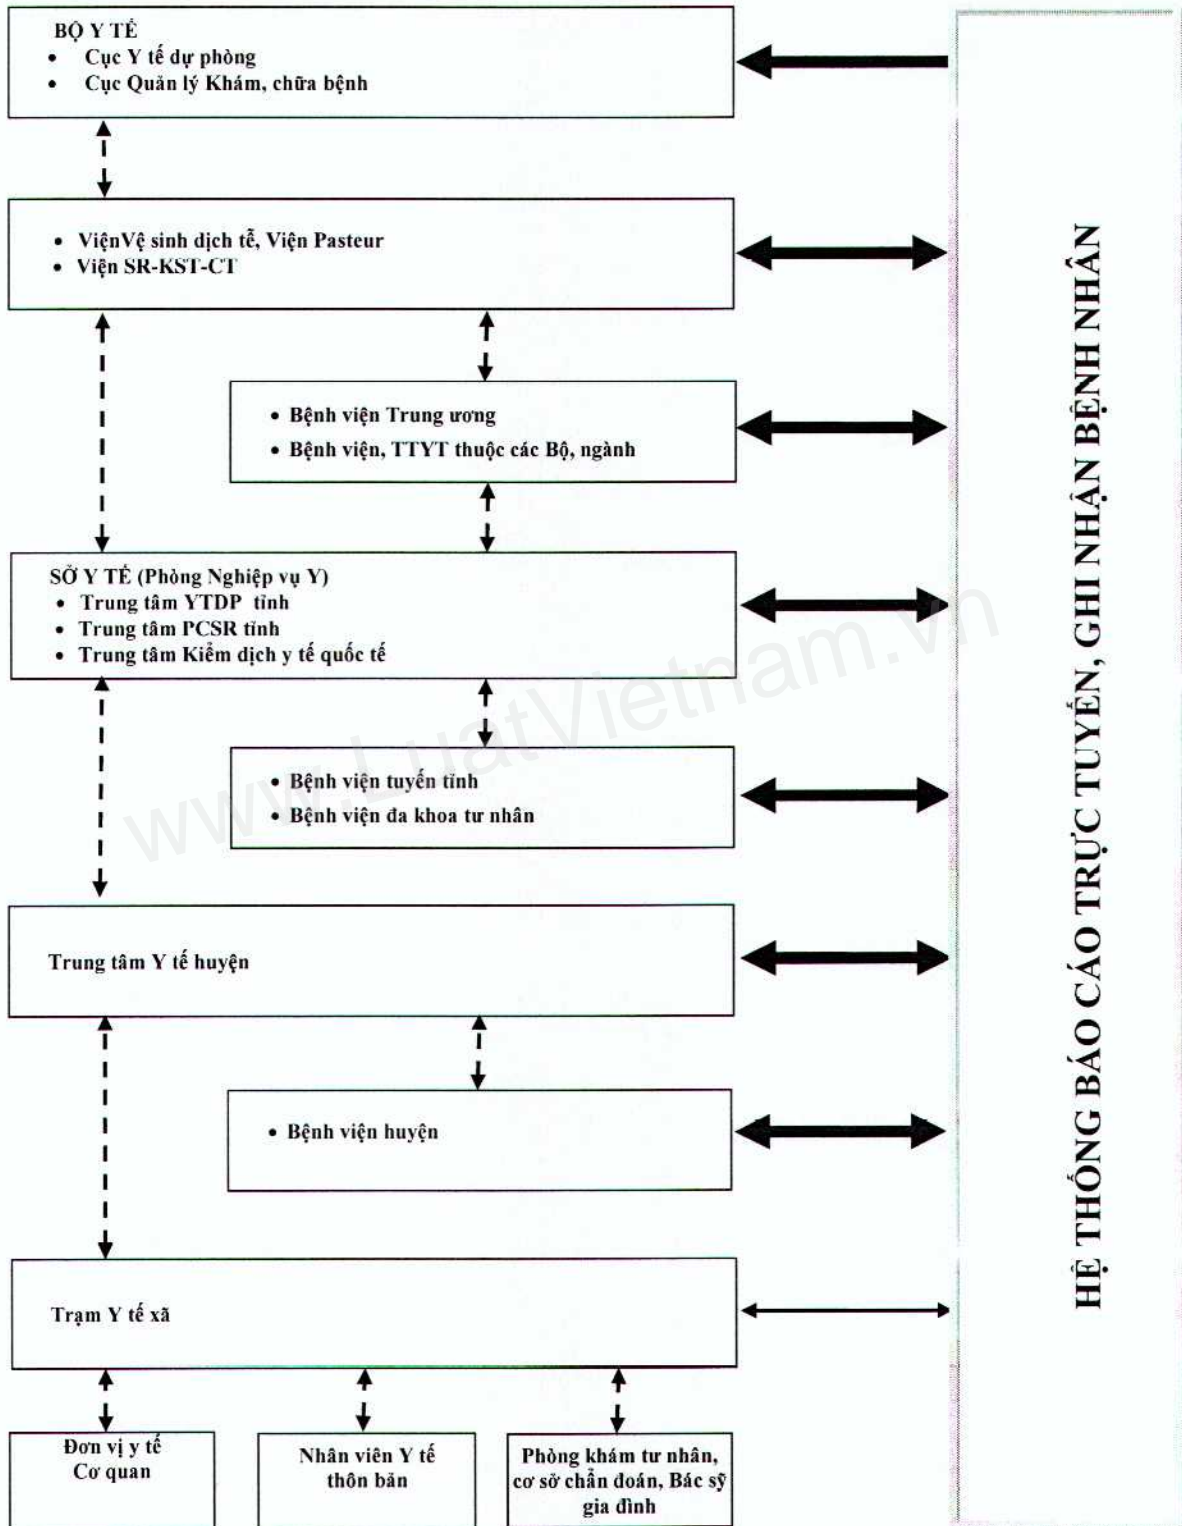 BỘ Y TẾ
• Cục Y tế dự phòng
• Cục Quản lý Khám, chữa bệnh
• ViệnVệ sinh dịch tễ, Viện Pasteur
• Viện SR-KST-CT
• Bệnh viện Trung ương
• Bệnh viện, TTYT thuộc các Bộ, ngành
SỞ Y TẾ (Phòng Nghiệp vụ Y)
• Trung tâm YTDP tỉnh
• Trung tâm PCSR tỉnh
• Trung tâm Kiểm dịch y tế quốc tế
• Bệnh viện tuyến tỉnh
• Bệnh viện đa khoa tư nhân
Trung tâm Y tế huyện
• Bệnh viện huyện
Trạm Y tế xã
Đơn vị y tế
Cơ quan
Nhân viên Y tế
thôn bản
Phòng khám tư nhân,
cơ sở chẩn đoán, Bác sỹ
gia đình
HỆ THỐNG BÁO CÁO TRỰC TUYẾN, GHI NHẬN BỆNH NHÂN
www.LuatVietnam.vn